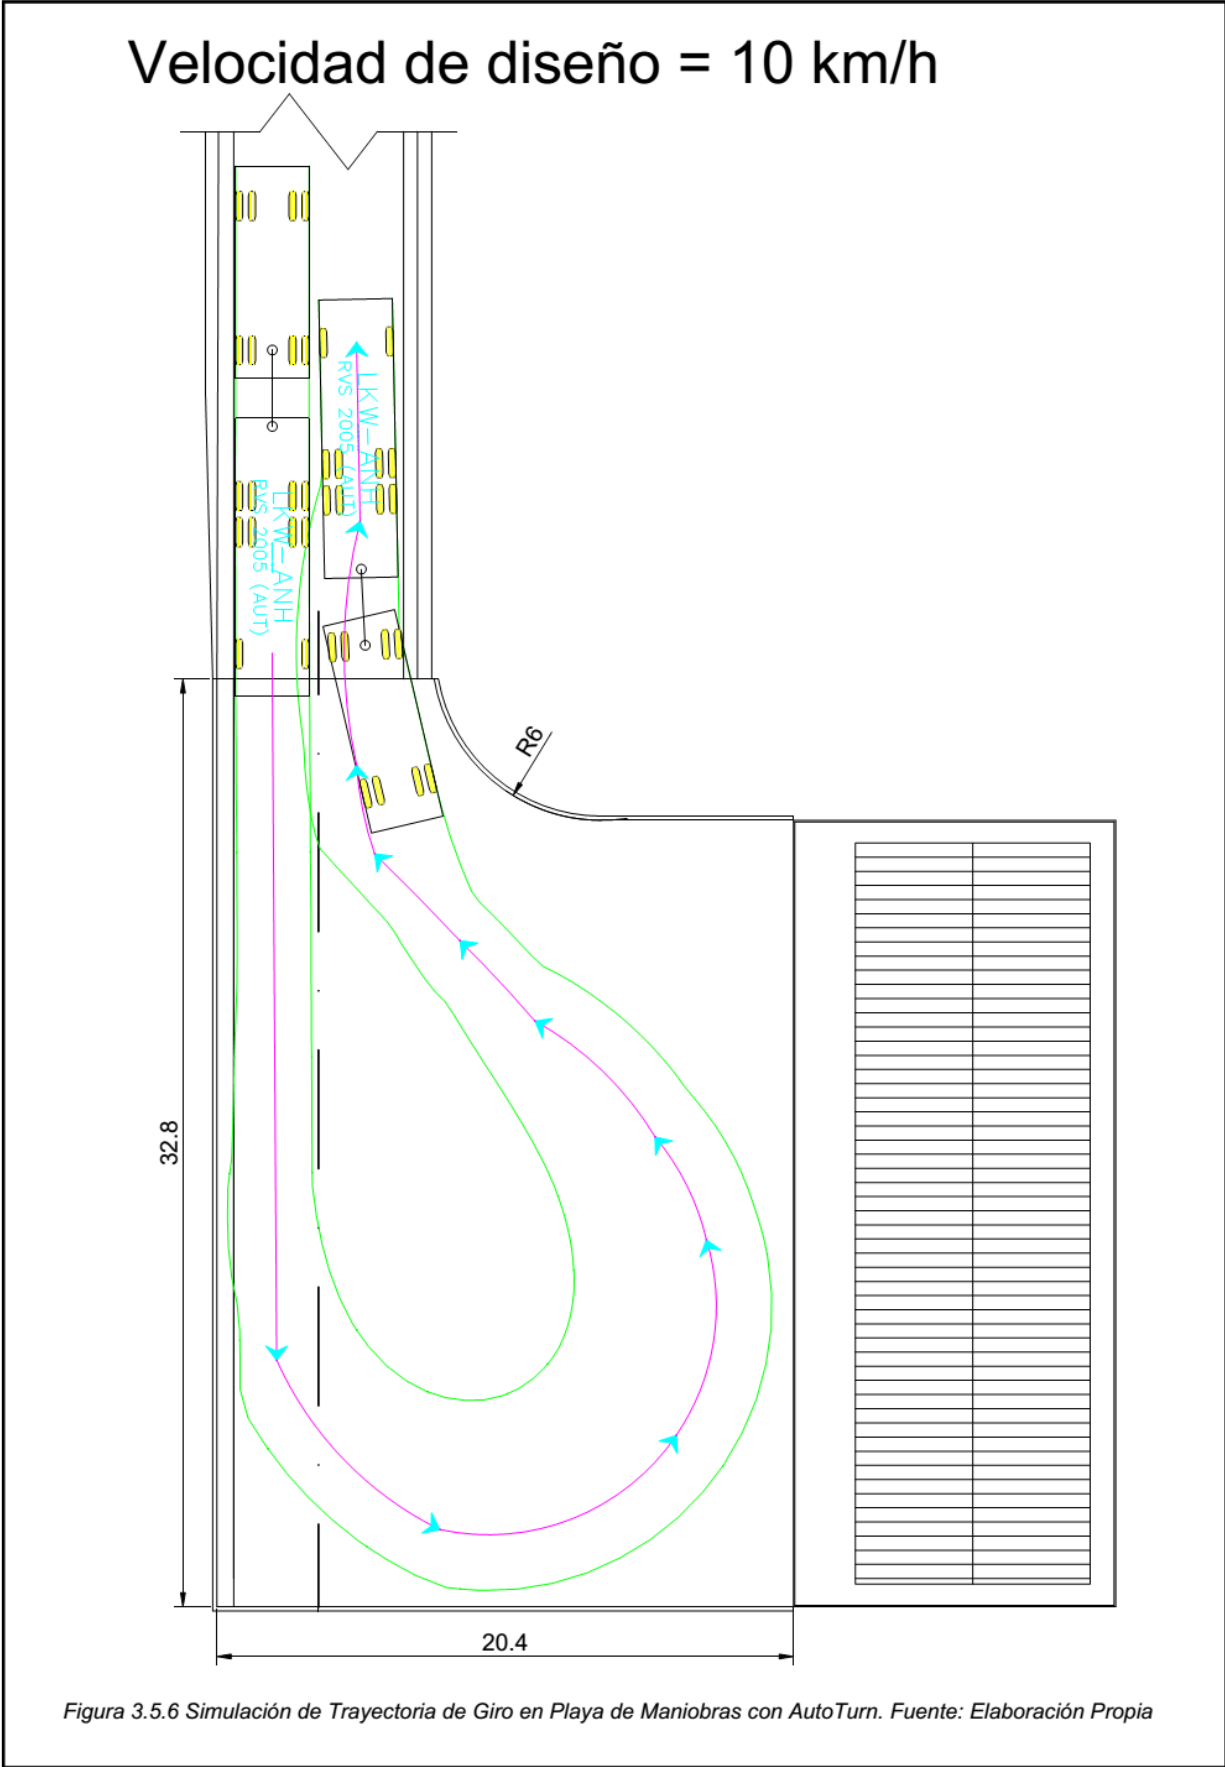 Velocidad de diseño = 10 km/h
LKW-ANH
RVS 2005 (AUT)
LKW-ANH
RVS 2005 (AUT)
R6
32.8
20.4
Figura 3.5.6 Simulación de Trayectoria de Giro en Playa de Maniobras con AutoTurn. Fuente: Elaboración Propia